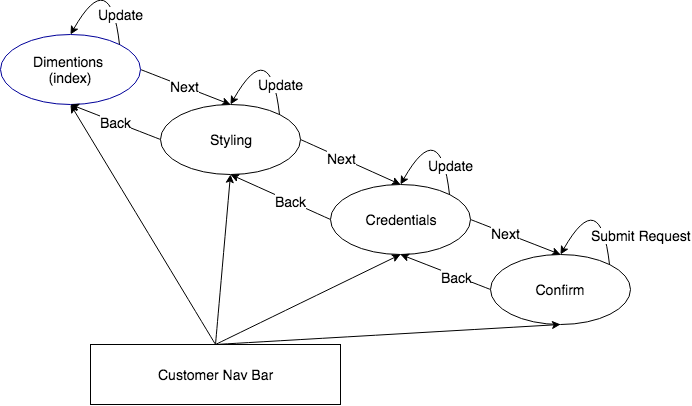 Update
Dimentions
(index)
Next
Update
Back
Styling
Next
Update
Back
Credentials
Next
Submit Request
Back
Confirm
Customer Nav Bar